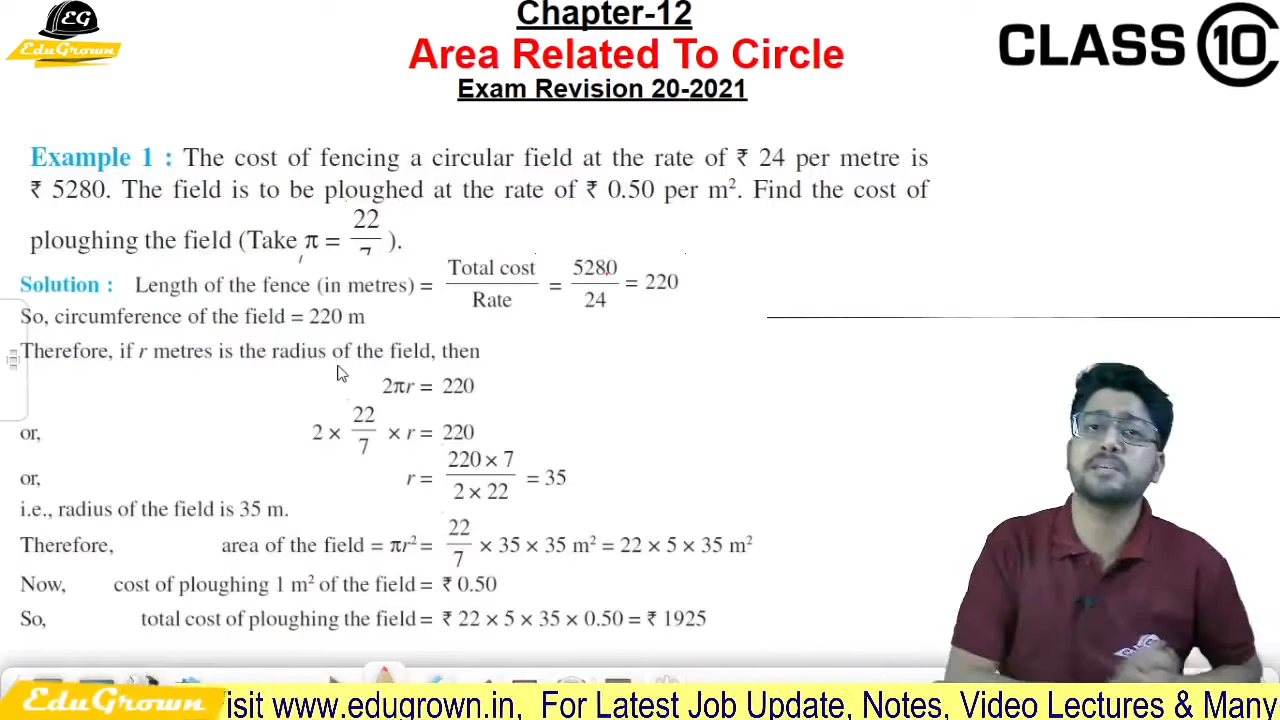 EG
EduGrown
Chapter-12
Area Related To Circle
Exam Revision 20-2021
CLASS 10
Example 1 : The cost of fencing a circular field at the rate of ₹ 24 per metre is
₹ 5280. The field is to be ploughed at the rate of ₹ 0.50 per m². Find the cost of
ploughing the field (Take π = 22/7 ).
Solution : Length of the fence (in metres) = Total cost/Rate = 5280/24 = 220
So, circumference of the field = 220 m
Therefore, if r metres is the radius of the field, then
2πr = 220
or, 2 × 22/7 × r = 220
or, r = 220 × 7/2 × 22 = 35
i.e., radius of the field is 35 m.
Therefore, area of the field = πr² = 22/7 × 35 × 35 m² = 22 × 5 × 35 m²
Now, cost of ploughing 1 m² of the field = ₹ 0.50
So, total cost of ploughing the field = ₹ 22 × 5 × 35 × 0.50 = ₹ 1925
EduGrown
isit www.edugrown.in, For Latest Job Update, Notes, Video Lectures & Many